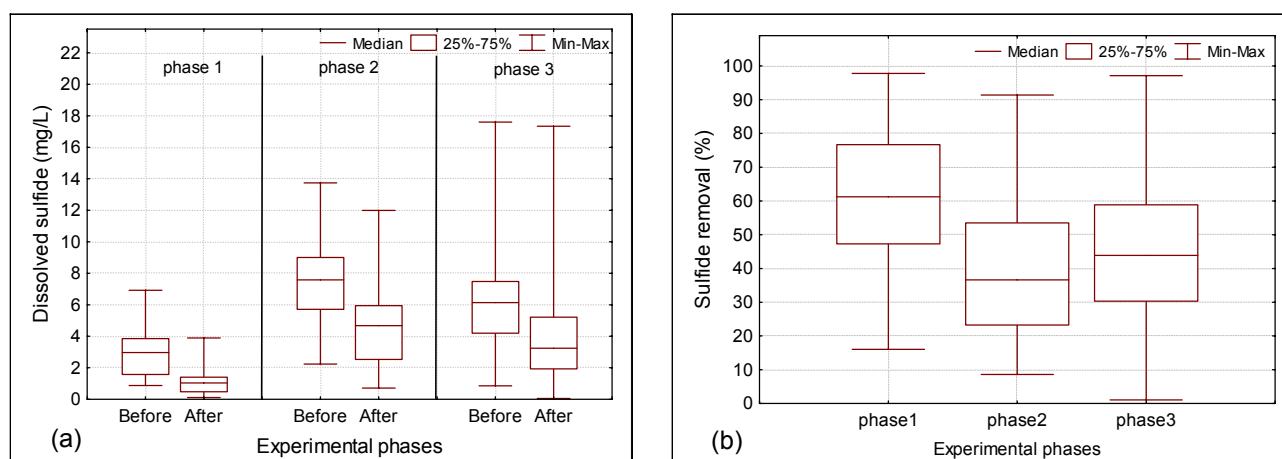 Median 25%-75% Min-Max
phase 1 phase 2 phase 3
Dissolved sulfide (mg/L)
22
20
18
16
14
12
10
8
6
4
2
0
Before After Before After Before After
(a) Experimental phases
Median 25%-75% Min-Max
Sulfide removal (%)
100
90
80
70
60
50
40
30
20
10
0
phase1 phase2 phase3
(b) Experimental phases